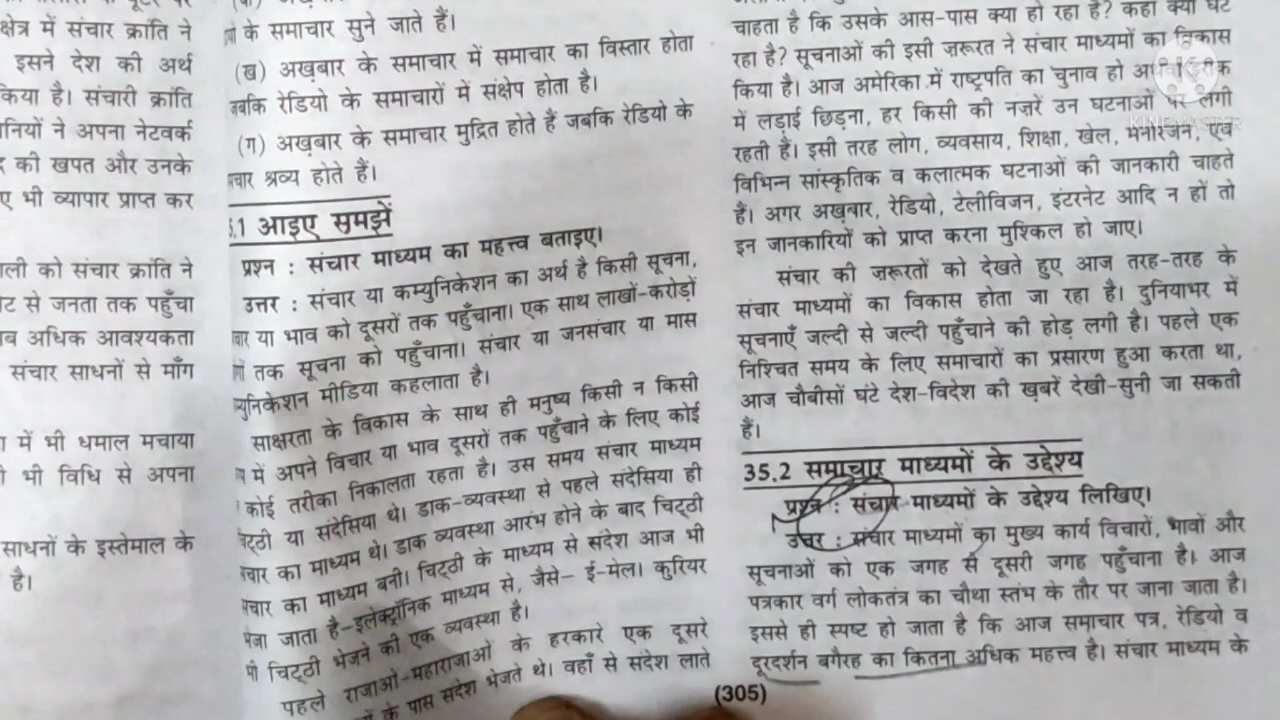 क्षेत्र में संचार क्रांति ने
इसने देश की अर्थ
किया है। संचारी क्रांति
नियों ने अपना नेटवर्क
की खपत और उनके
ए भी व्यापार प्राप्त कर
ली को संचार क्रांति ने
ट से जनता तक पहुँचा
ब अधिक आवश्यकता
संचार साधनों से माँग
में भी धमाल मचाया
भी विधि से अपना
साधनों के इस्तेमाल के
है।
के समाचार सुने जाते हैं।
(ख) अख़बार के समाचार में समाचार का विस्तार होता
जबकि रेडियो के समाचारों में संक्षेप होता है।
(ग) अख़बार के समाचार मुद्रित होते हैं जबकि रेडियो के
चार श्रव्य होते हैं।
5.1 आइए समझें
प्रश्न : संचार माध्यम का महत्त्व बताइए।
उत्तर : संचार या कम्युनिकेशन का अर्थ है किसी सूचना,
चार या भाव को दूसरों तक पहुँचाना। एक साथ लाखों-करोड़ों
गों तक सूचना को पहुँचाना। संचार या जनसंचार या मास
म्युनिकेशन मीडिया कहलाता है।
साक्षरता के विकास के साथ ही मनुष्य किसी न किसी
में अपने विचार या भाव दूसरों तक पहुँचाने के लिए कोई
कोई तरीका निकालता रहता है। उस समय संचार माध्यम
चिट्ठी या संदेसिया थे। डाक-व्यवस्था से पहले संदेसिया ही
चार का माध्यम थे। डाक व्यवस्था आरंभ होने के बाद चिट्ठी
चार का माध्यम बनी। चिट्ठी के माध्यम से संदेश आज भी
भेजा जाता है–इलेक्ट्रॉनिक माध्यम से, जैसे– ई-मेल। कुरियर
भी चिट्ठी भेजने की एक व्यवस्था है।
पहले राजाओं-महाराजाओं के हरकारे एक दूसरे
के पास संदेश भेजते थे। वहाँ से संदेश लाते
चाहता है कि उसके आस-पास क्या हो रहा है? कहाँ क्या घट
रहा है? सूचनाओं की इसी ज़रूरत ने संचार माध्यमों का विकास
किया है। आज अमेरिका में राष्ट्रपति का चुनाव हो
में लड़ाई छिड़ना, हर किसी की नज़रें उन घटनाओं पर लगी
रहती हैं। इसी तरह लोग, व्यवसाय, शिक्षा, खेल, मनोरंजन, एवं
विभिन्न सांस्कृतिक व कलात्मक घटनाओं की जानकारी चाहते
हैं। अगर अख़बार, रेडियो, टेलीविजन, इंटरनेट आदि न हों तो
इन जानकारियों को प्राप्त करना मुश्किल हो जाए।
संचार की ज़रूरतों को देखते हुए आज तरह-तरह के
संचार माध्यमों का विकास होता जा रहा है। दुनियाभर में
सूचनाएँ जल्दी से जल्दी पहुँचाने की होड़ लगी है। पहले एक
निश्चित समय के लिए समाचारों का प्रसारण हुआ करता था,
आज चौबीसों घंटे देश-विदेश की ख़बरें देखी-सुनी जा सकती
हैं।
35.2 समाचार माध्यमों के उद्देश्य
प्रश्न : संचार माध्यमों के उद्देश्य लिखिए।
उत्तर : संचार माध्यमों का मुख्य कार्य विचारों, भावों और
सूचनाओं को एक जगह से दूसरी जगह पहुँचाना है। आज
पत्रकार वर्ग लोकतंत्र का चौथा स्तंभ के तौर पर जाना जाता है।
इससे ही स्पष्ट हो जाता है कि आज समाचार पत्र, रेडियो व
दूरदर्शन बगैरह का कितना अधिक महत्त्व है। संचार माध्यम के
(305)
KINEMASTER